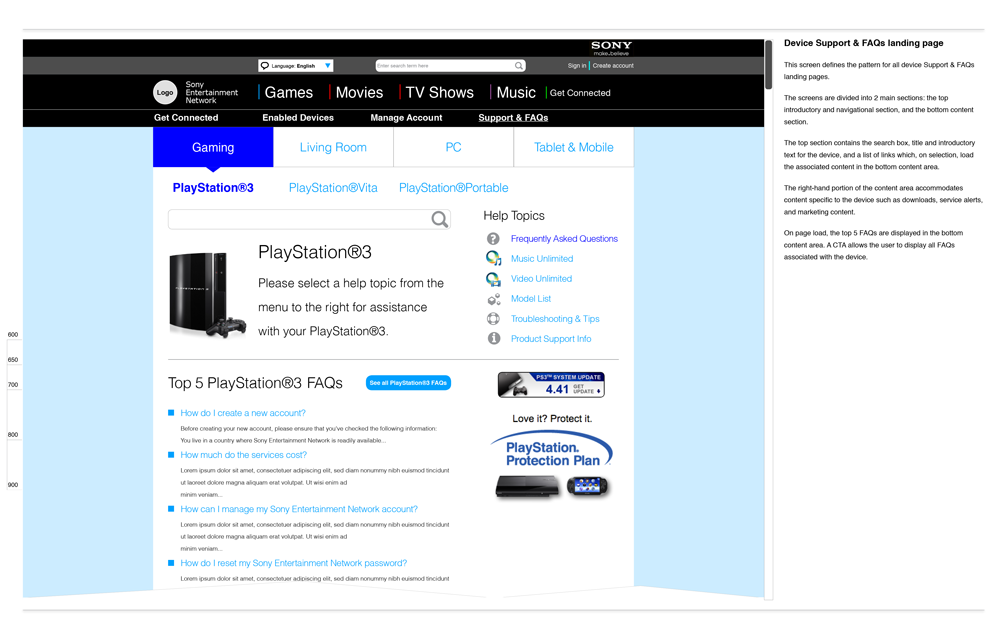 SONY
make.believe
Language: English
Enter search term here
Sign in | Create account
Logo
Sony
Entertainment
Network
Games
Movies
TV Shows
Music
Get Connected
Get Connected
Enabled Devices
Manage Account
Support & FAQs
Gaming
Living Room
PC
Tablet & Mobile
PlayStation®3
PlayStation®Vita
PlayStation®Portable
Help Topics
Frequently Asked Questions
Music Unlimited
Video Unlimited
Model List
Troubleshooting & Tips
Product Support Info
PlayStation®3
Please select a help topic from the
menu to the right for assistance
with your PlayStation®3.
Top 5 PlayStation®3 FAQs
See all PlayStation®3 FAQs
How do I create a new account?
Before creating your new account, please ensure that you've checked the following information:
You live in a country where Sony Entertainment Network is readily available...
How much do the services cost?
Lorem ipsum dolor sit amet, consectetuer adipiscing elit, sed diam nonummy nibh euismod tincidunt
ut laoreet dolore magna aliquam erat volutpat. Ut wisi enim ad
minim veniam...
How can I manage my Sony Entertainment Network account?
Lorem ipsum dolor sit amet, consectetuer adipiscing elit, sed diam nonummy nibh euismod tincidunt
ut laoreet dolore magna aliquam erat volutpat. Ut wisi enim ad
minim veniam...
How do I reset my Sony Entertainment Network password?
Lorem ipsum dolor sit amet, consectetuer adipiscing elit, sed diam nonummy nibh euismod tincidunt
PS3™ SYSTEM UPDATE
4.41
GET
UPDATE
Love it? Protect it.
PlayStation.
Protection Plan
600
650
700
800
900
Device Support & FAQs landing page
This screen defines the pattern for all device Support & FAQs
landing pages.
The screens are divided into 2 main sections: the top
introductory and navigational section, and the bottom content
section.
The top section contains the search box, title and introductory
text for the device, and a list of links which, on selection, load
the associated content in the bottom content area.
The right-hand portion of the content area accommodates
content specific to the device such as downloads, service alerts,
and marketing content.
On page load, the top 5 FAQs are displayed in the bottom
content area. A CTA allows the user to display all FAQs
associated with the device.